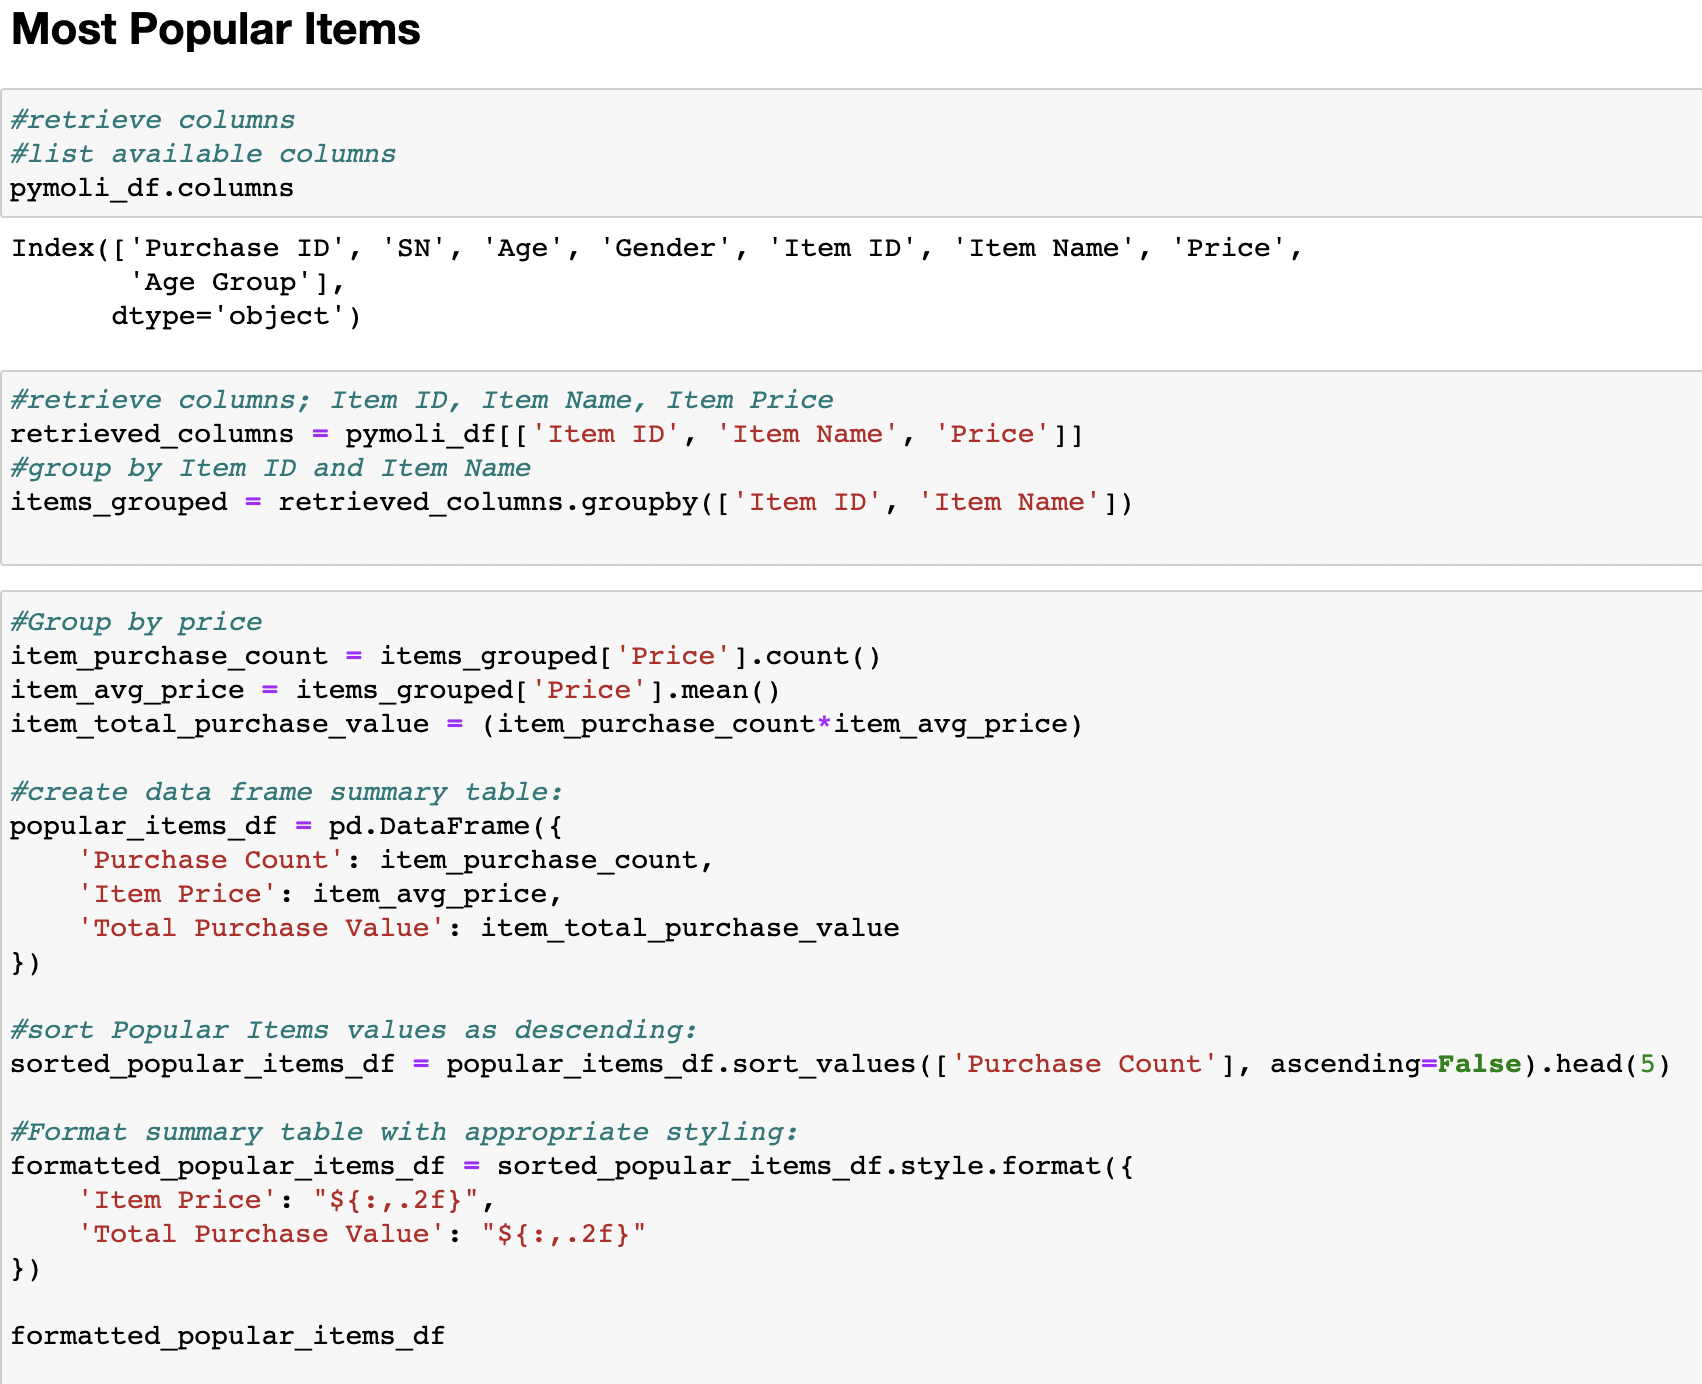 Most Popular Items
#retrieve columns
#list available columns
pymoli_df.columns
Index(['Purchase ID', 'SN', 'Age', 'Gender', 'Item ID', 'Item Name', 'Price',
       'Age Group'],
      dtype='object')
#retrieve columns; Item ID, Item Name, Item Price
retrieved_columns = pymoli_df[['Item ID', 'Item Name', 'Price']]
#group by Item ID and Item Name
items_grouped = retrieved_columns.groupby(['Item ID', 'Item Name'])
#Group by price
item_purchase_count = items_grouped['Price'].count()
item_avg_price = items_grouped['Price'].mean()
item_total_purchase_value = (item_purchase_count*item_avg_price)
#create data frame summary table:
popular_items_df = pd.DataFrame({
    'Purchase Count': item_purchase_count,
    'Item Price': item_avg_price,
    'Total Purchase Value': item_total_purchase_value
})
#sort Popular Items values as descending:
sorted_popular_items_df = popular_items_df.sort_values(['Purchase Count'], ascending=False).head(5)
#Format summary table with appropriate styling:
formatted_popular_items_df = sorted_popular_items_df.style.format({
    'Item Price': "${:,.2f}",
    'Total Purchase Value': "${:,.2f}"
})
formatted_popular_items_df